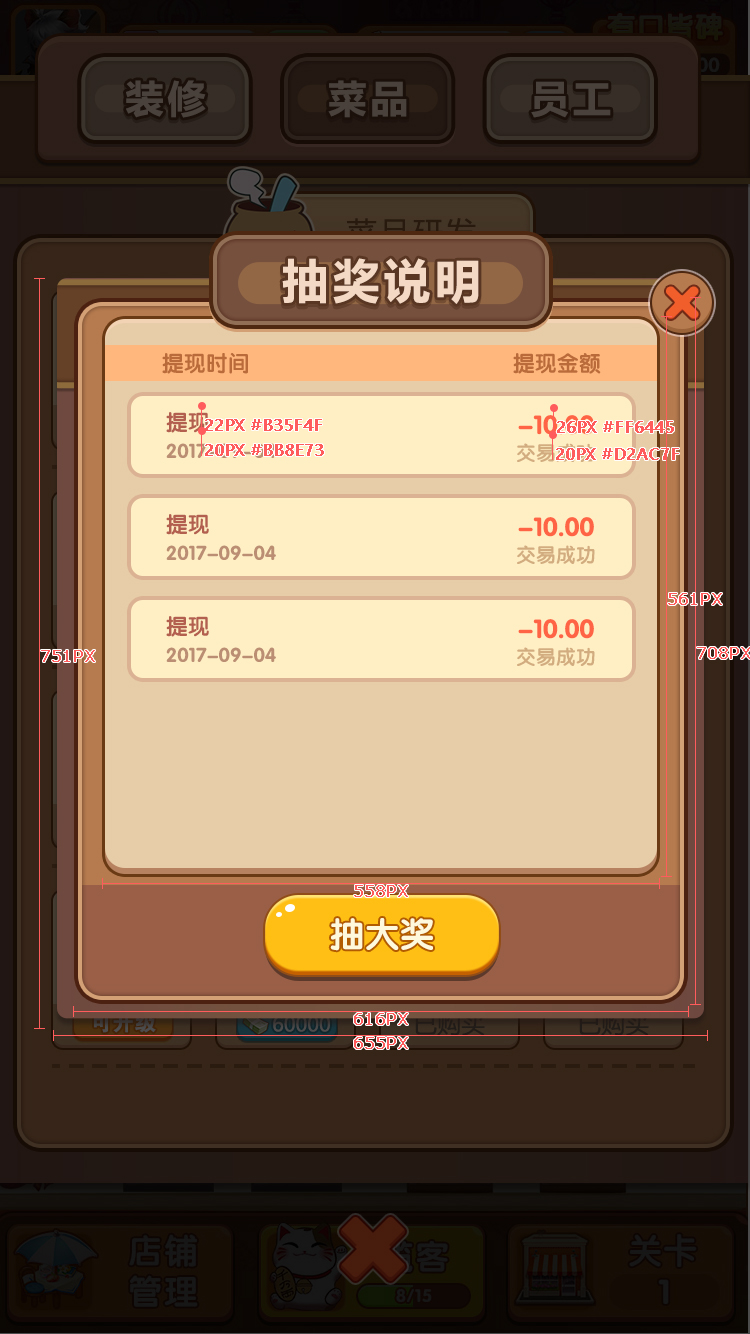 有口皆碑
00
装修
菜品
员工
菜品研发
抽奖说明
提现时间
提现金额
提现
22PX #B35F4F
-10.00
26PX #FF6445
20PX #BB8E73
交易成功
20PX #D2AC7F
提现
-10.00
2017-09-04
交易成功
561PX
提现
-10.00
708PX
751PX
2017-09-04
交易成功
558PX
抽大奖
616PX
可升级
60000
已购买
已购买
655PX
店铺
管理
客
8/15
关卡
1